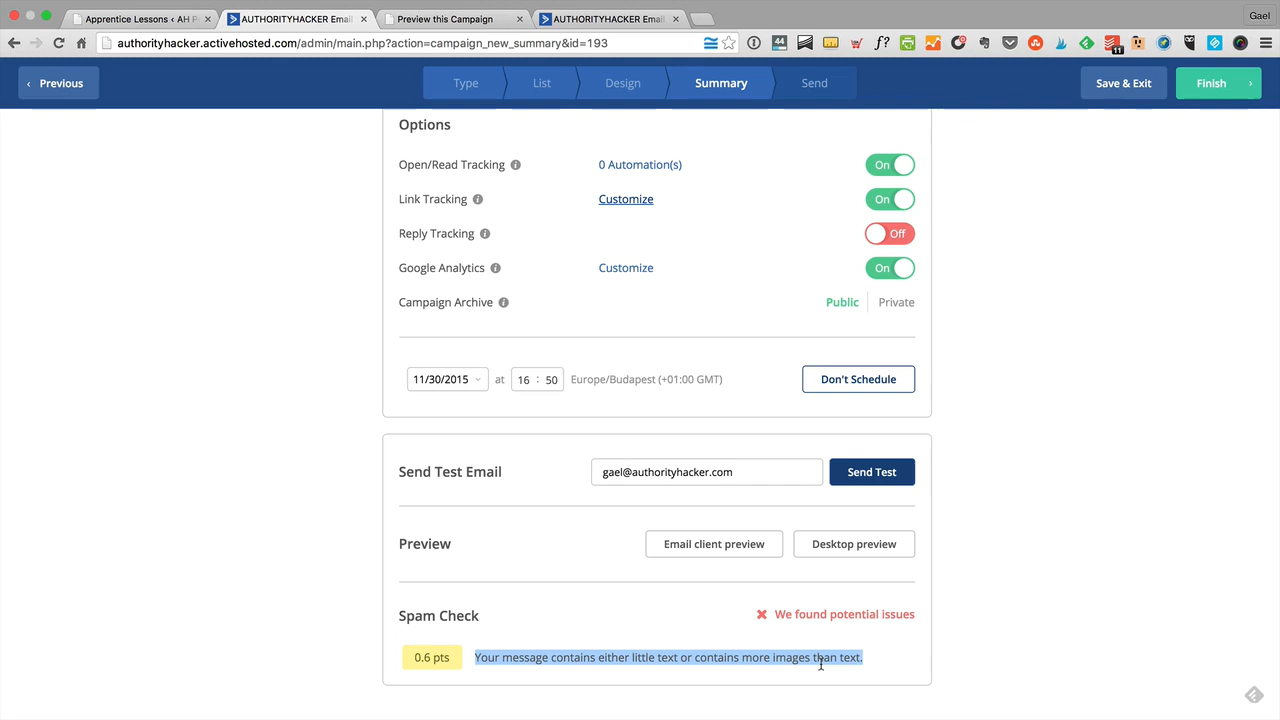 Gael
Apprentice Lessons ‹ AH P
AUTHORITYHACKER Email
Preview this Campaign
AUTHORITYHACKER Email
authorityhacker.activehosted.com/admin/main.php?action=campaign_new_summary&id=193
44
f?
11
‹ Previous
Type
List
Design
Summary
Send
Save & Exit
Finish ›
Options
Open/Read Tracking
0 Automation(s)
On
Link Tracking
Customize
On
Reply Tracking
Off
Google Analytics
Customize
On
Campaign Archive
Public
Private
11/30/2015
at
16 : 50
Europe/Budapest (+01:00 GMT)
Don't Schedule
Send Test Email
gael@authorityhacker.com
Send Test
Preview
Email client preview
Desktop preview
Spam Check
We found potential issues
0.6 pts
Your message contains either little text or contains more images than text.